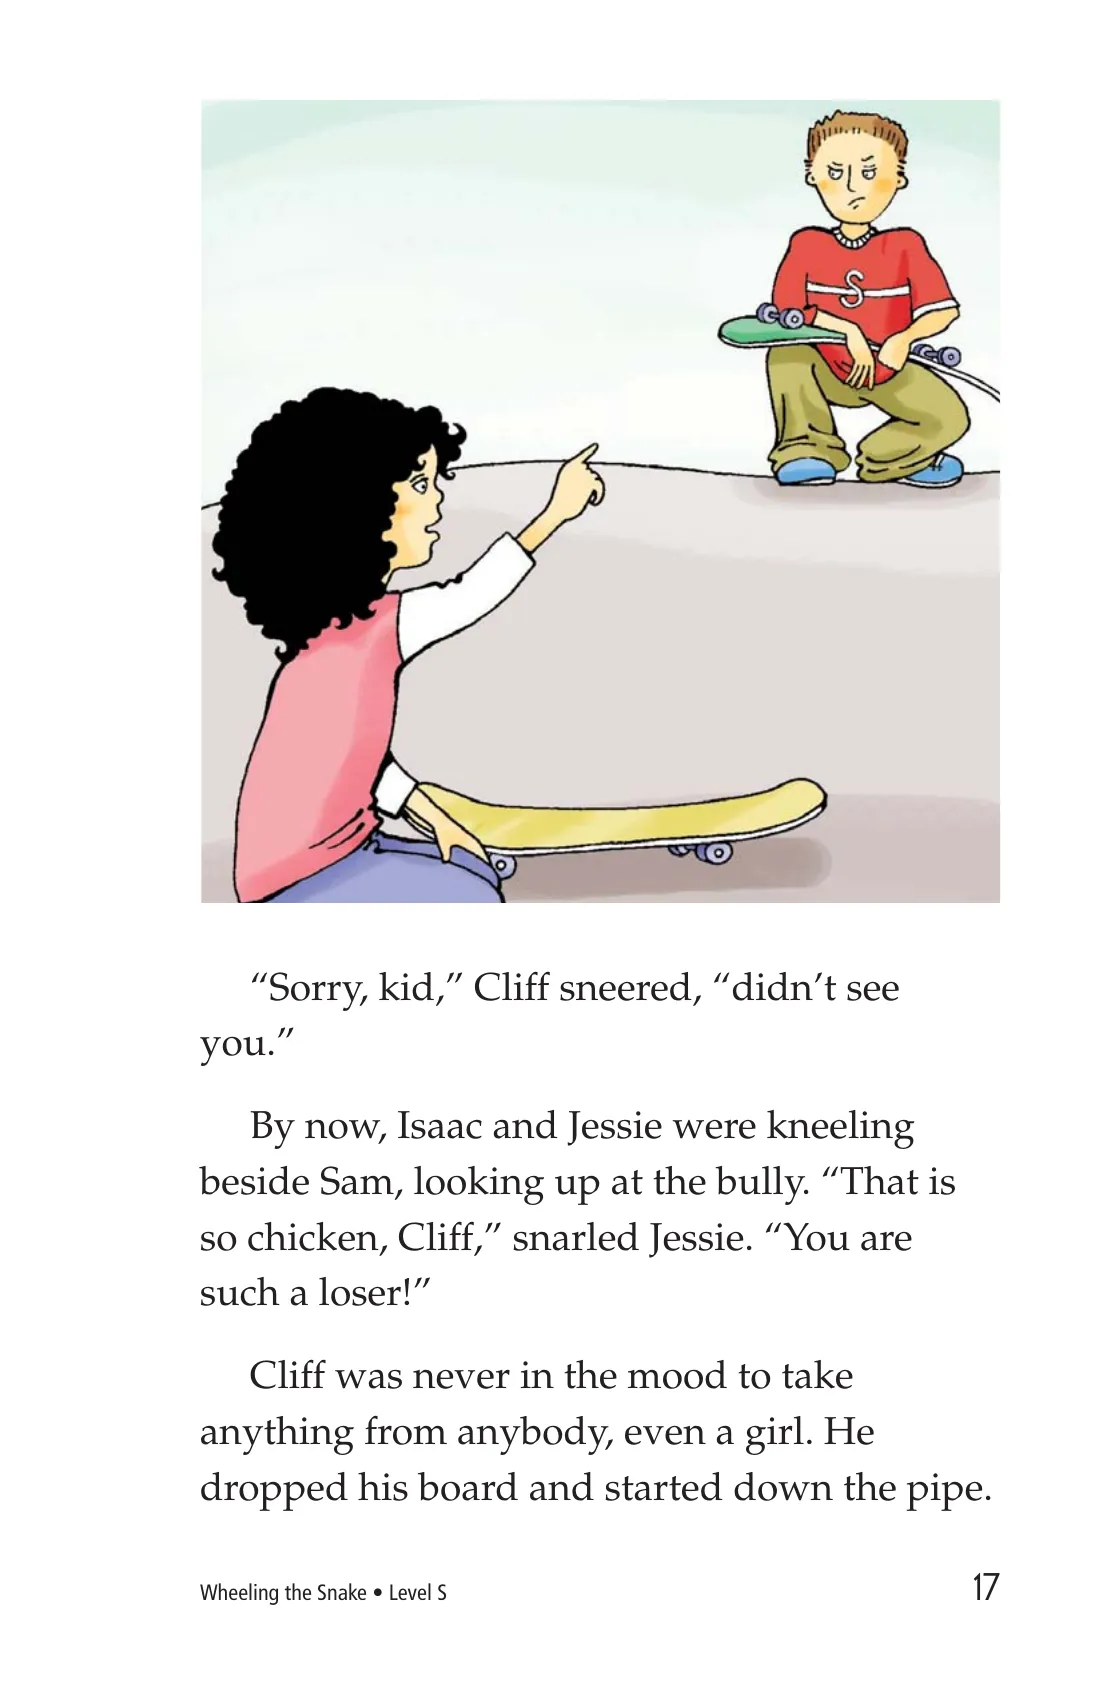 S
“Sorry, kid,” Cliff sneered, “didn’t see
you.”
By now, Isaac and Jessie were kneeling
beside Sam, looking up at the bully. “That is
so chicken, Cliff,” snarled Jessie. “You are
such a loser!”
Cliff was never in the mood to take
anything from anybody, even a girl. He
dropped his board and started down the pipe.
Wheeling the Snake • Level S
17